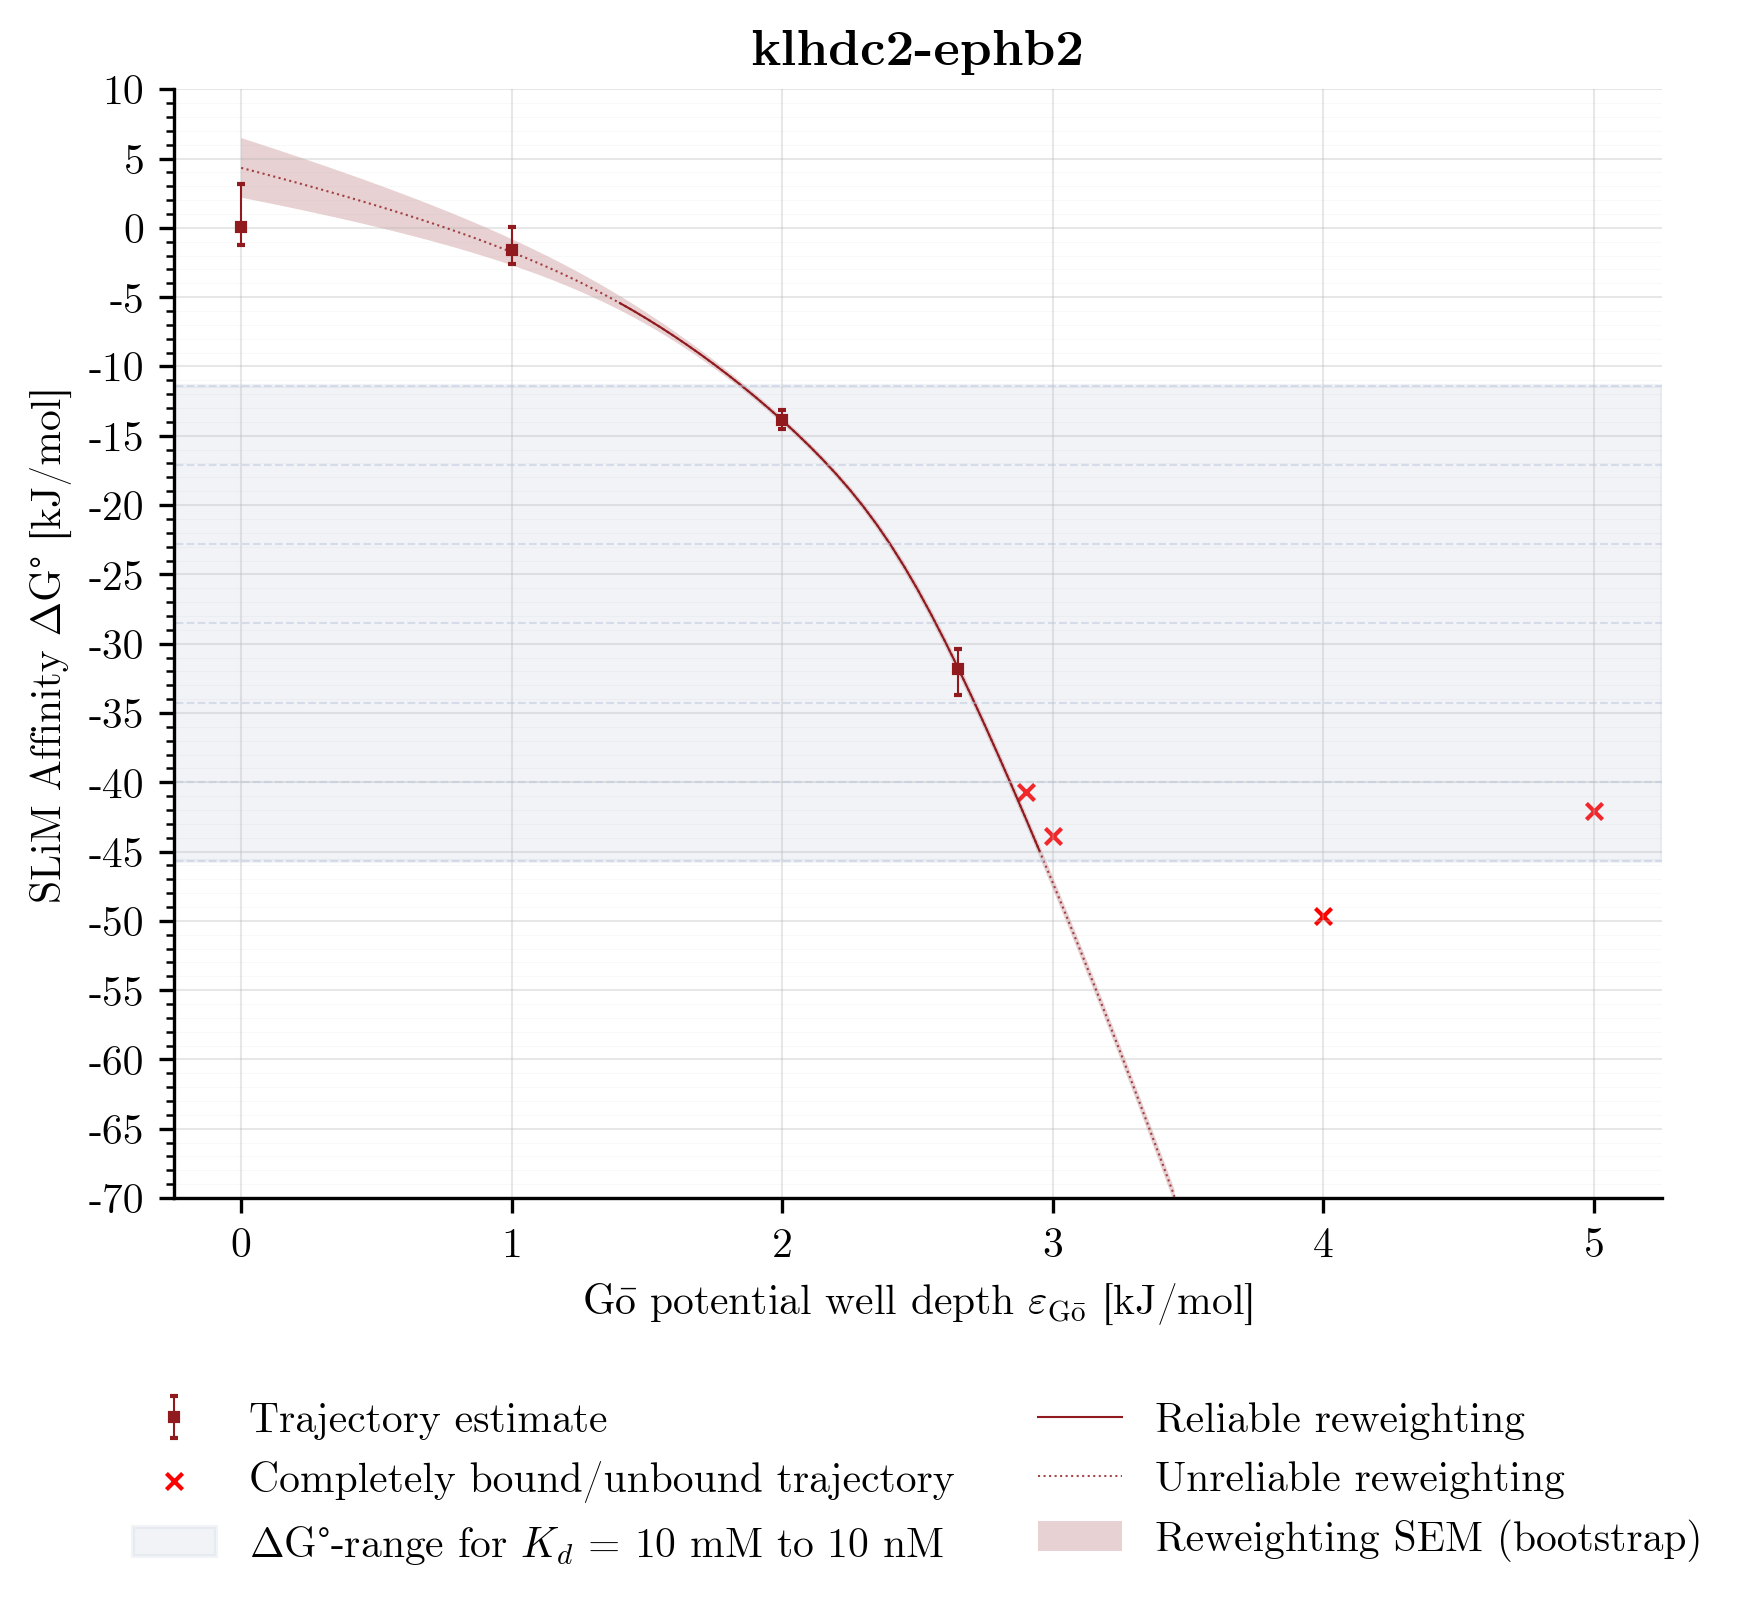 klhdc2-ephb2
SLiM Affinity ΔG° [kJ/mol]
10
5
0
-5
-10
-15
-20
-25
-30
-35
-40
-45
-50
-55
-60
-65
-70
0 1 2 3 4 5
Gō potential well depth ε_Gō [kJ/mol]
Trajectory estimate
Completely bound/unbound trajectory
ΔG°-range for K_d = 10 mM to 10 nM
Reliable reweighting
Unreliable reweighting
Reweighting SEM (bootstrap)